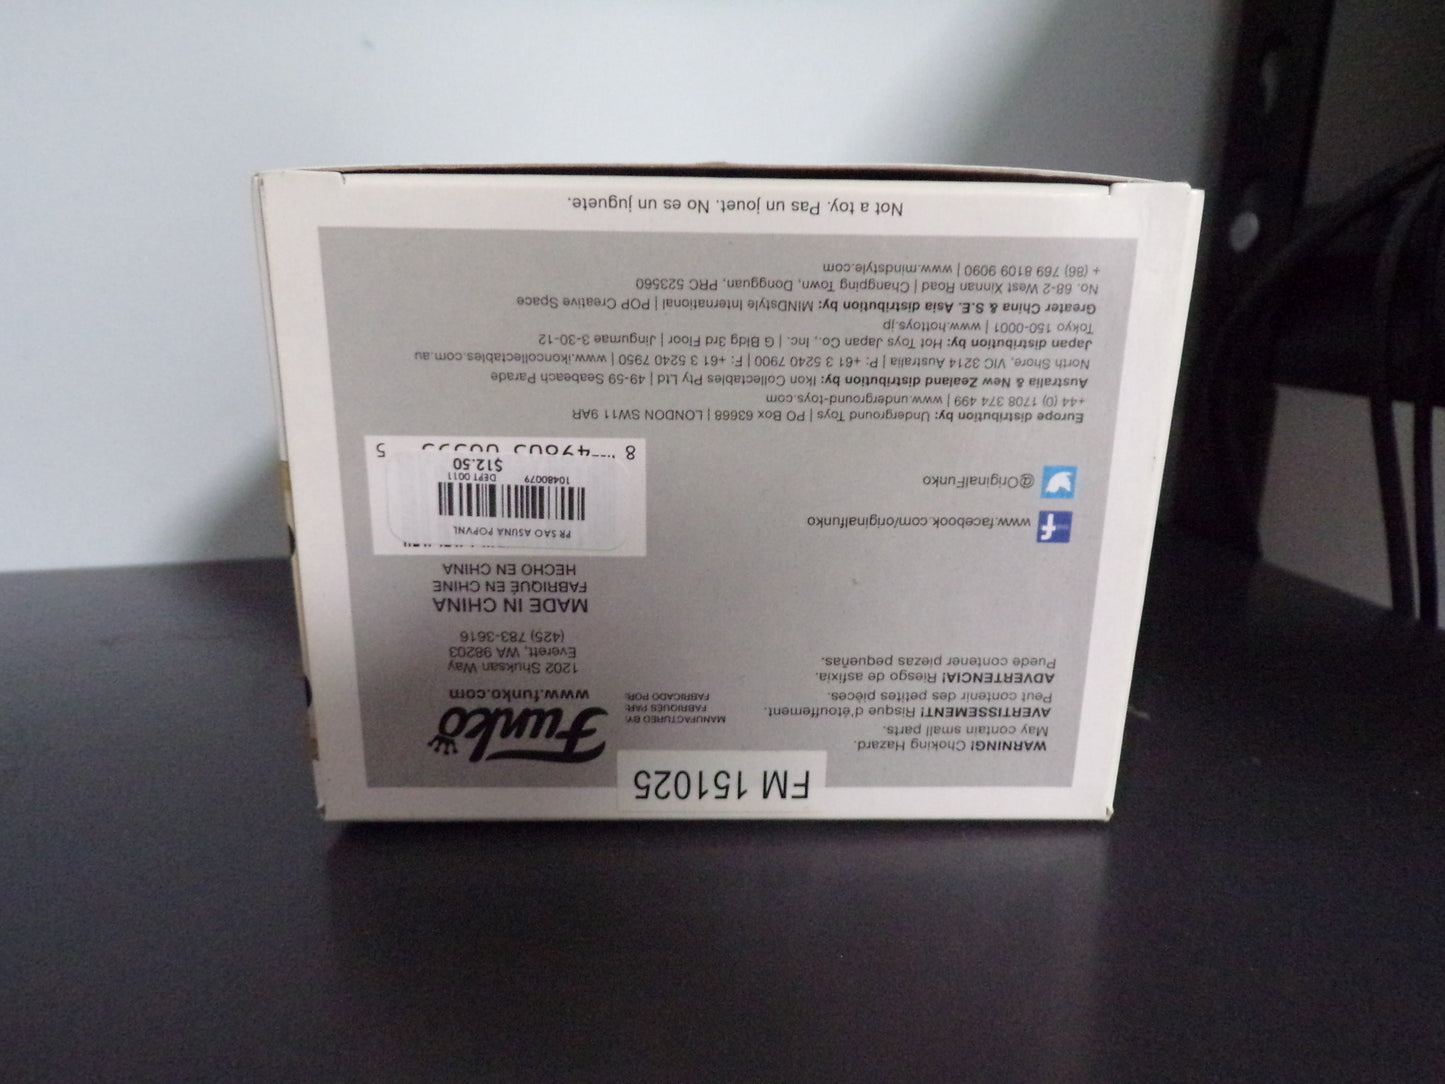 FM 151025
WARNING! Choking Hazard.
May contain small parts.
AVERTISSEMENT! Risque d'étouffement.
Peut contenir des petites pièces.
ADVERTENCIA! Riesgo de asfixia.
Puede contener piezas pequeñas.
MANUFACTURED BY:
FABRIQUÉS PAR:
FABRICADO POR:
Funko
www.funko.com
1202 Shuksan Way
Everett, WA 98203
(425) 783-3616
MADE IN CHINA
FABRIQUÉ EN CHINE
HECHO EN CHINA
PR SAO ASUNA POPVNL
10480079 DEPT 0011
$12.50
8 5
www.facebook.com/originalfunko
@OriginalFunko
Europe distribution by: Underground Toys | PO Box 63668 | LONDON SW11 9AR
+44 (0) 1708 374 499 | www.underground-toys.com
Australia & New Zealand distribution by: Ikon Collectables Pty Ltd | 49-59 Seabeach Parade
North Shore, VIC 3214 Australia | P: +61 3 5240 7900 | F: +61 3 5240 7950 | www.ikoncollectables.com.au
Japan distribution by: Hot Toys Japan Co., Inc. | G Bldg 3rd Floor | Jingumae 3-30-12
Tokyo 150-0001 | www.hottoys.jp
Greater China & S.E. Asia distribution by: MINDstyle International | POP Creative Space
No. 68-2 West Xinnan Road | Changping Town, Dongguan, PRC 523560
+ (86) 769 8109 9090 | www.mindstyle.com
Not a toy. Pas un jouet. No es un juguete.